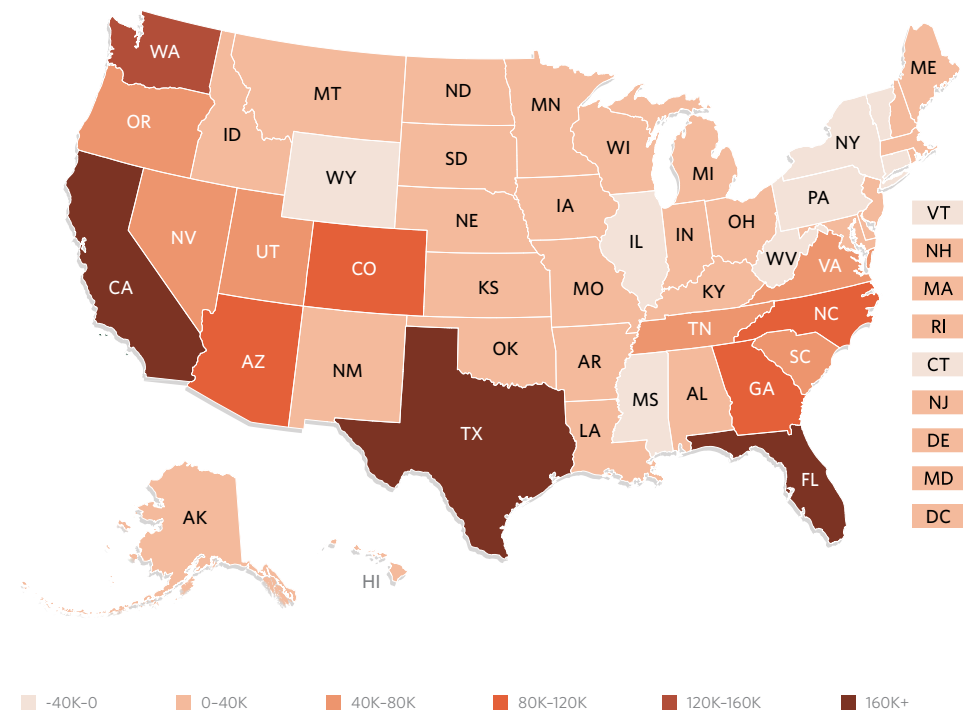 WA
ME
MT
ND
MN
OR
ID
NY
WI
SD
MI
WY
PA
IA
VT
NE
OH
IN
IL
NV
UT
WV
NH
VA
CO
CA
KS
MO
KY
MA
NC
TN
RI
OK
SC
AZ
AR
CT
NM
GA
AL
MS
NJ
LA
TX
DE
FL
MD
AK
DC
HI
-40K-0
0-40K
40K-80K
80K-120K
120K-160K
160K+